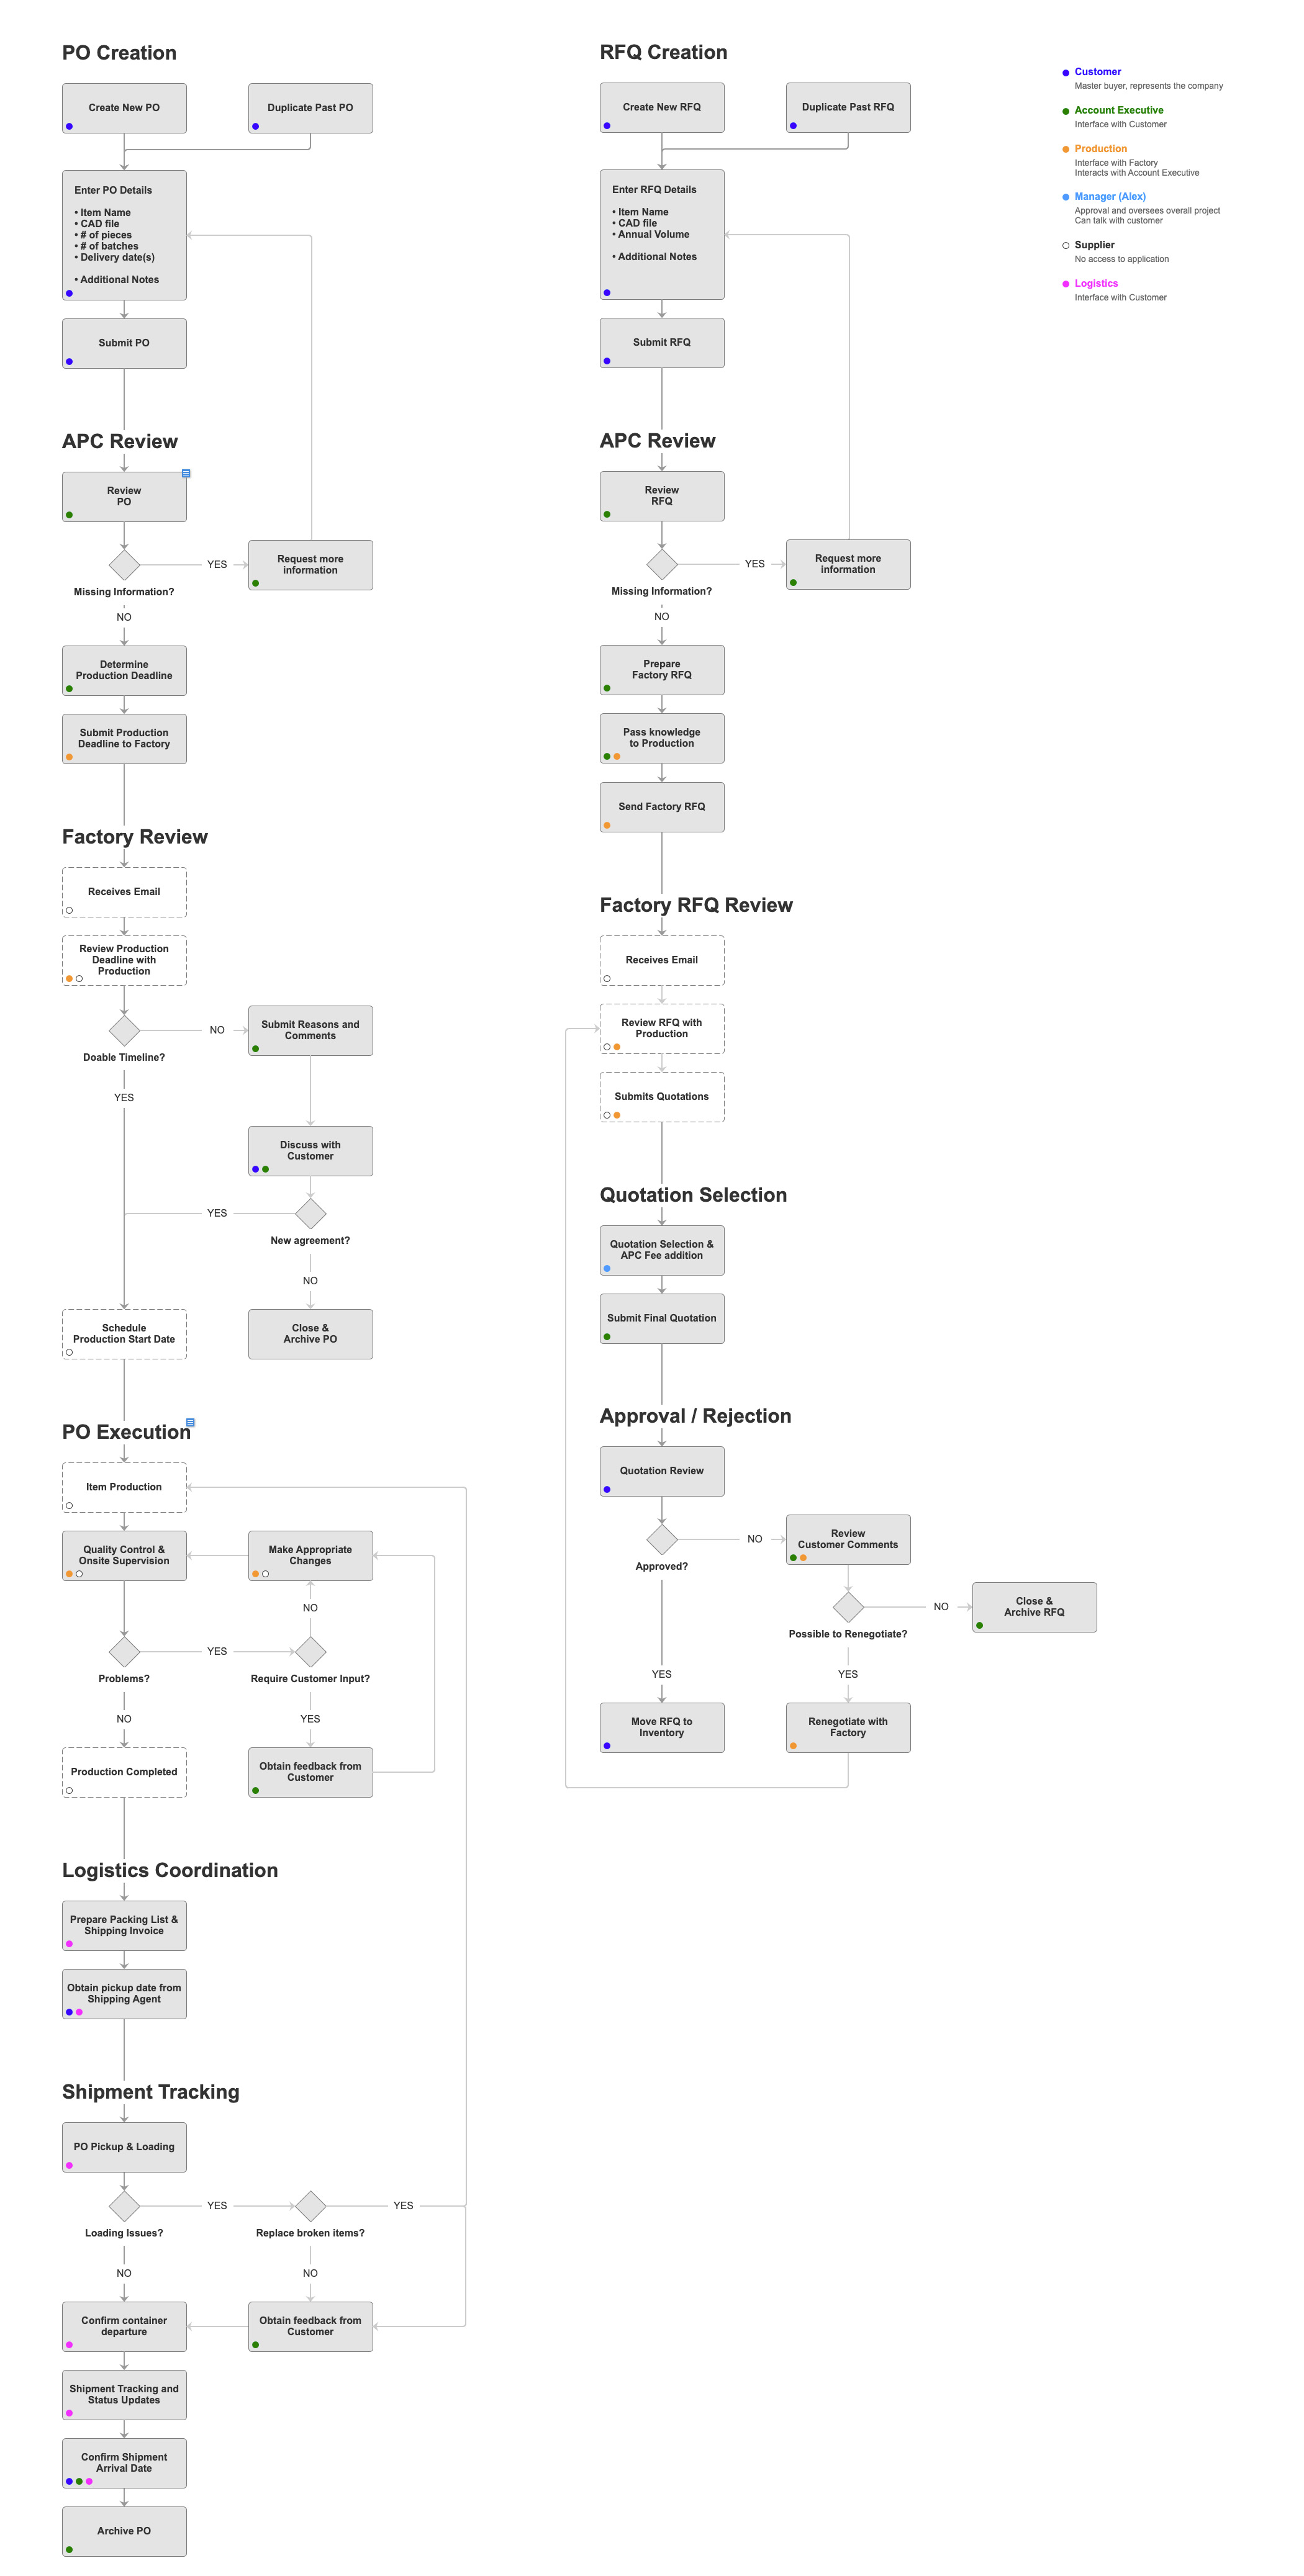 PO Creation
Create New PO
Duplicate Past PO
Enter PO Details
• Item Name
• CAD file
• # of pieces
• # of batches
• Delivery date(s)
• Additional Notes
Submit PO
APC Review
Review
PO
YES
Request more
information
Missing Information?
NO
Determine
Production Deadline
Submit Production
Deadline to Factory
Factory Review
Receives Email
Review Production
Deadline with
Production
NO
Submit Reasons and
Comments
Doable Timeline?
YES
Discuss with
Customer
YES
New agreement?
NO
Schedule
Production Start Date
Close &
Archive PO
PO Execution
Item Production
Quality Control &
Onsite Supervision
Make Appropriate
Changes
NO
YES
Problems?
Require Customer Input?
NO
YES
Production Completed
Obtain feedback from
Customer
Logistics Coordination
Prepare Packing List &
Shipping Invoice
Obtain pickup date from
Shipping Agent
Shipment Tracking
PO Pickup & Loading
YES
YES
Loading Issues?
Replace broken items?
NO
NO
Confirm container
departure
Obtain feedback from
Customer
Shipment Tracking and
Status Updates
Confirm Shipment
Arrival Date
Archive PO
RFQ Creation
Create New RFQ
Duplicate Past RFQ
Enter RFQ Details
• Item Name
• CAD file
• Annual Volume
• Additional Notes
Submit RFQ
APC Review
Review
RFQ
YES
Request more
information
Missing Information?
NO
Prepare
Factory RFQ
Pass knowledge
to Production
Send Factory RFQ
Factory RFQ Review
Receives Email
Review RFQ with
Production
Submits Quotations
Quotation Selection
Quotation Selection &
APC Fee addition
Submit Final Quotation
Approval / Rejection
Quotation Review
NO
Review
Customer Comments
Approved?
NO
Close &
Archive RFQ
Possible to Renegotiate?
YES
YES
Move RFQ to
Inventory
Renegotiate with
Factory
Customer
Master buyer, represents the company
Account Executive
Interface with Customer
Production
Interface with Factory
Interacts with Account Executive
Manager (Alex)
Approval and oversees overall project
Can talk with customer
Supplier
No access to application
Logistics
Interface with Customer